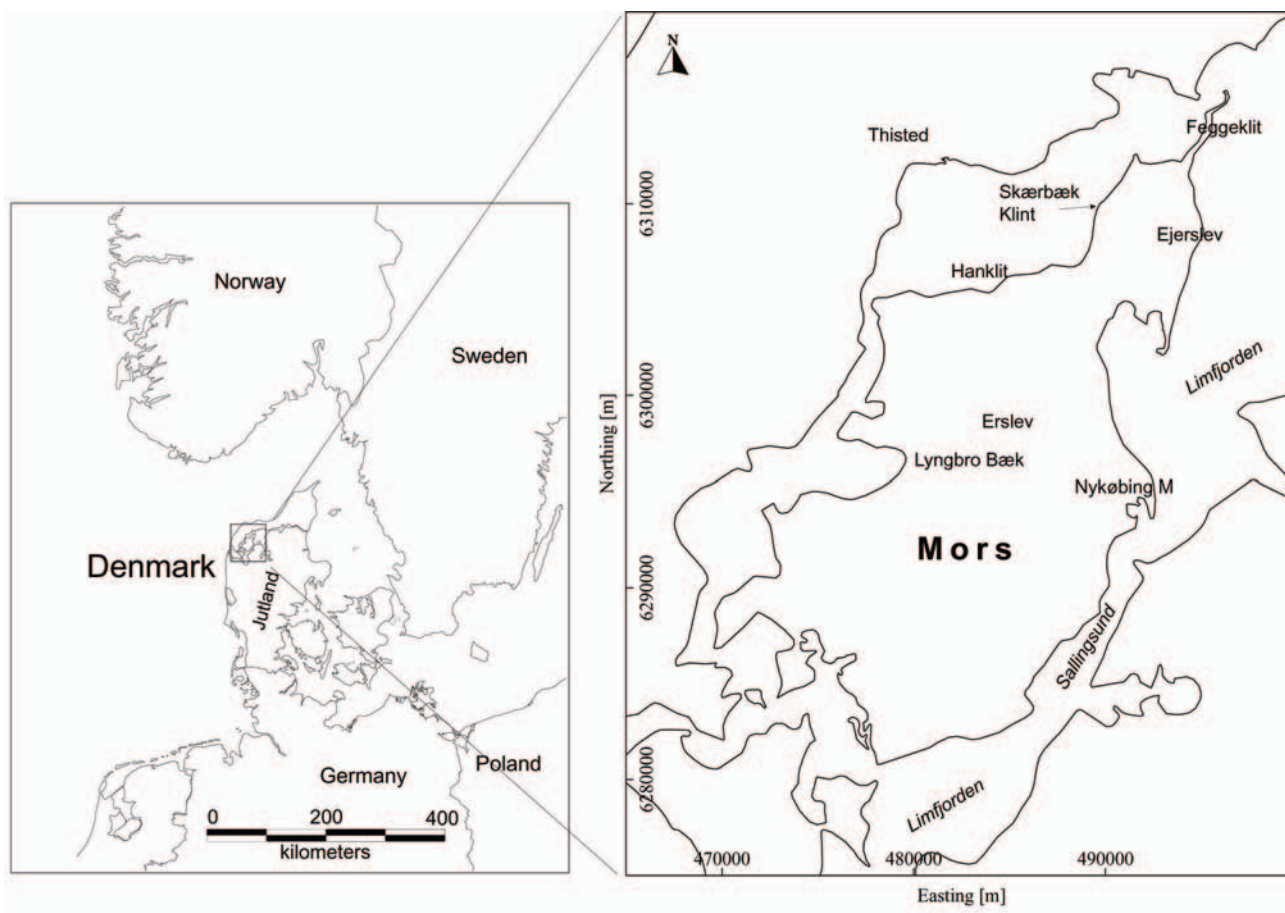 Norway
Sweden
Denmark
Jutland
Germany
Poland
0 200 400
kilometers
N
Thisted
Feggeklit
Skærbæk
Klint
Ejerslev
Hanklit
Limfjorden
Erslev
Lyngbro Bæk
Nykøbing M
Mors
Sallingsund
Limfjorden
6310000
6300000
6290000
6280000
Northing [m]
470000 480000 490000
Easting [m]